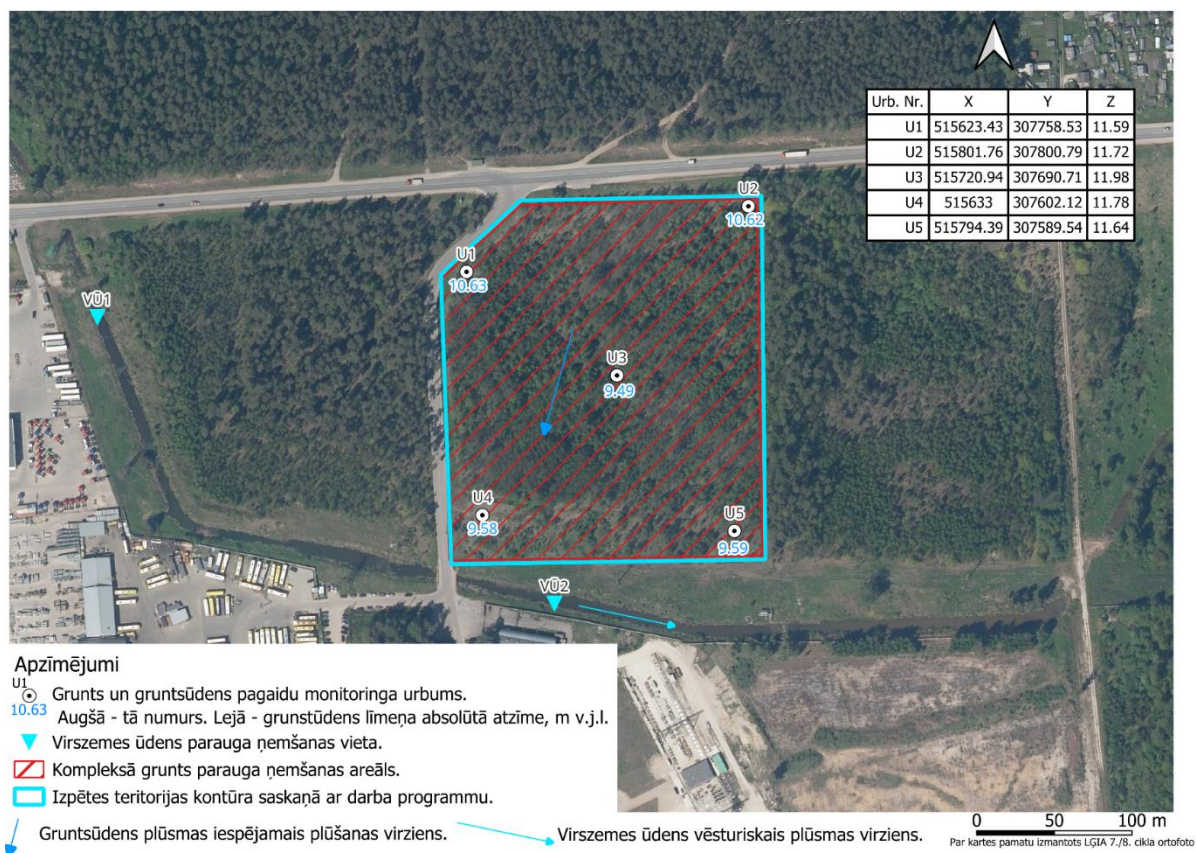 Urb. Nr. X Y Z
U1 515623.43 307758.53 11.59
U2 515801.76 307800.79 11.72
U3 515720.94 307690.71 11.98
U4 515633 307602.12 11.78
U5 515794.39 307589.54 11.64
U2
10.62
U1
10.63
VŪ1
U3
9.49
U4
9.58
U5
9.59
VŪ2
Apzīmējumi
U1
10.63
Grunts un gruntsūdens pagaidu monitoringa urbums.
Augšā - tā numurs. Lejā - grunstūdens līmeņa absolūtā atzīme, m v.j.l.
Virszemes ūdens parauga ņemšanas vieta.
Kompleksā grunts parauga ņemšanas areāls.
Izpētes teritorijas kontūra saskaņā ar darba programmu.
Gruntsūdens plūsmas iespējamais plūšanas virziens.
Virszemes ūdens vēsturiskais plūsmas virziens.
0 50 100 m
Par kartes pamatu izmantots LĢIA 7./8. cikla ortofoto